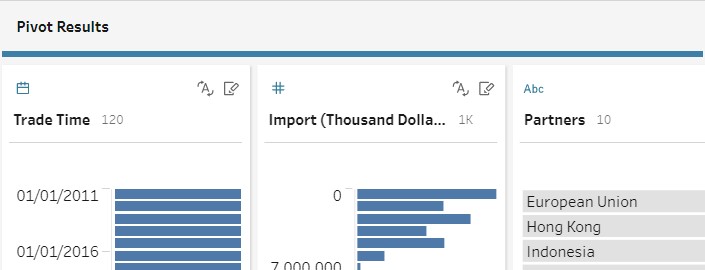 Pivot Results
# Abc
Trade Time 120 Import (Thousand Dolla... 1K Partners 10
01/01/2011 0 European Union
Hong Kong
01/01/2016 Indonesia
7,000,000